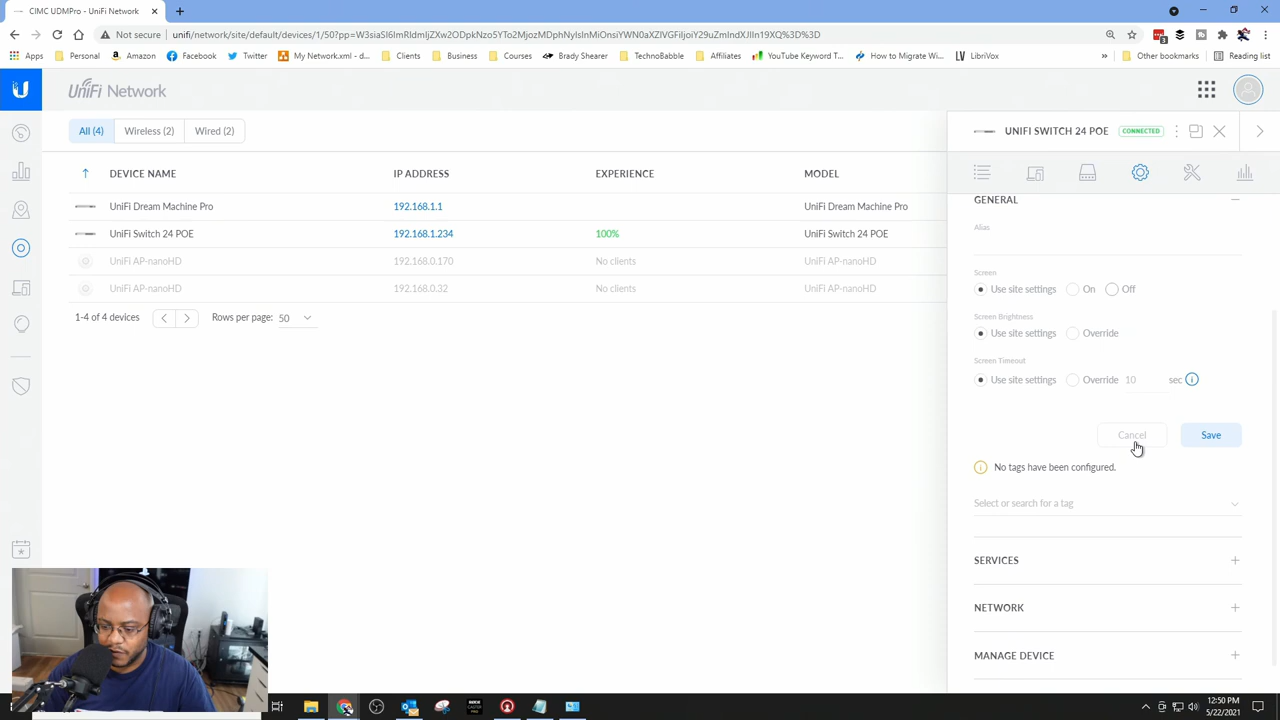 CIMC UDMPro - UniFi Network
Not secure | unifi/network/site/default/devices/1/50?pp=
Apps Personal Amazon Facebook Twitter My Network.xml - d... Clients Business Courses Brady Shearer TechnoBabble Affiliates YouTube Keyword T... How to Migrate Wi... LibriVox » Other bookmarks Reading list
UniFi Network
All (4) Wireless (2) Wired (2)
DEVICE NAME IP ADDRESS EXPERIENCE MODEL
UniFi Dream Machine Pro 192.168.1.1 UniFi Dream Machine Pro
UniFi Switch 24 POE 192.168.1.234 100% UniFi Switch 24 POE
UniFi AP-nanoHD 192.168.0.170 No clients UniFi AP-nanoHD
UniFi AP-nanoHD 192.168.0.32 No clients UniFi AP-nanoHD
1-4 of 4 devices Rows per page: 50
UNIFI SWITCH 24 POE CONNECTED
GENERAL
Alias
Screen
Use site settings On Off
Screen Brightness
Use site settings Override
Screen Timeout
Use site settings Override 10 sec
Cancel Save
No tags have been configured.
Select or search for a tag
SERVICES
NETWORK
MANAGE DEVICE
12:50 PM
5/22/2021